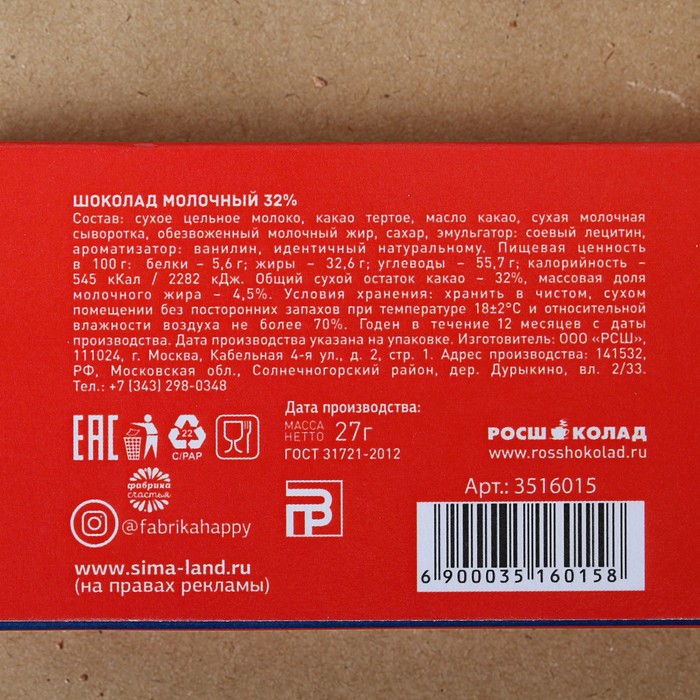 ШОКОЛАД МОЛОЧНЫЙ 32%
Состав: сухое цельное молоко, какао тертое, масло какао, сухая молочная
сыворотка, обезвоженный молочный жир, сахар, эмульгатор: соевый лецитин,
ароматизатор: ванилин, идентичный натуральному. Пищевая ценность
в 100 г: белки – 5,6 г; жиры – 32,6 г; углеводы – 55,7 г; калорийность –
545 кКал / 2282 кДж. Общий сухой остаток какао – 32%, массовая доля
молочного жира – 4,5%. Условия хранения: хранить в чистом, сухом
помещении без посторонних запахов при температуре 18±2°С и относительной
влажности воздуха не более 70%. Годен в течение 12 месяцев с даты
производства. Дата производства указана на упаковке. Изготовитель: ООО «РСШ»,
111024, г. Москва, Кабельная 4-я ул., д. 2, стр. 1. Адрес производства: 141532,
РФ, Московская обл., Солнечногорский район, дер. Дурыкино, вл. 2/33.
Тел.: +7 (343) 298-0348
Дата производства:
МАССА
НЕТТО 27г
ГОСТ 31721-2012
ЕАС
22
C/PAP
РОСШОКОЛАД
www.rosshokolad.ru
фабрика
счастья
@fabrikahappy
www.sima-land.ru
(на правах рекламы)
Арт.: 3516015
6 900035 160158